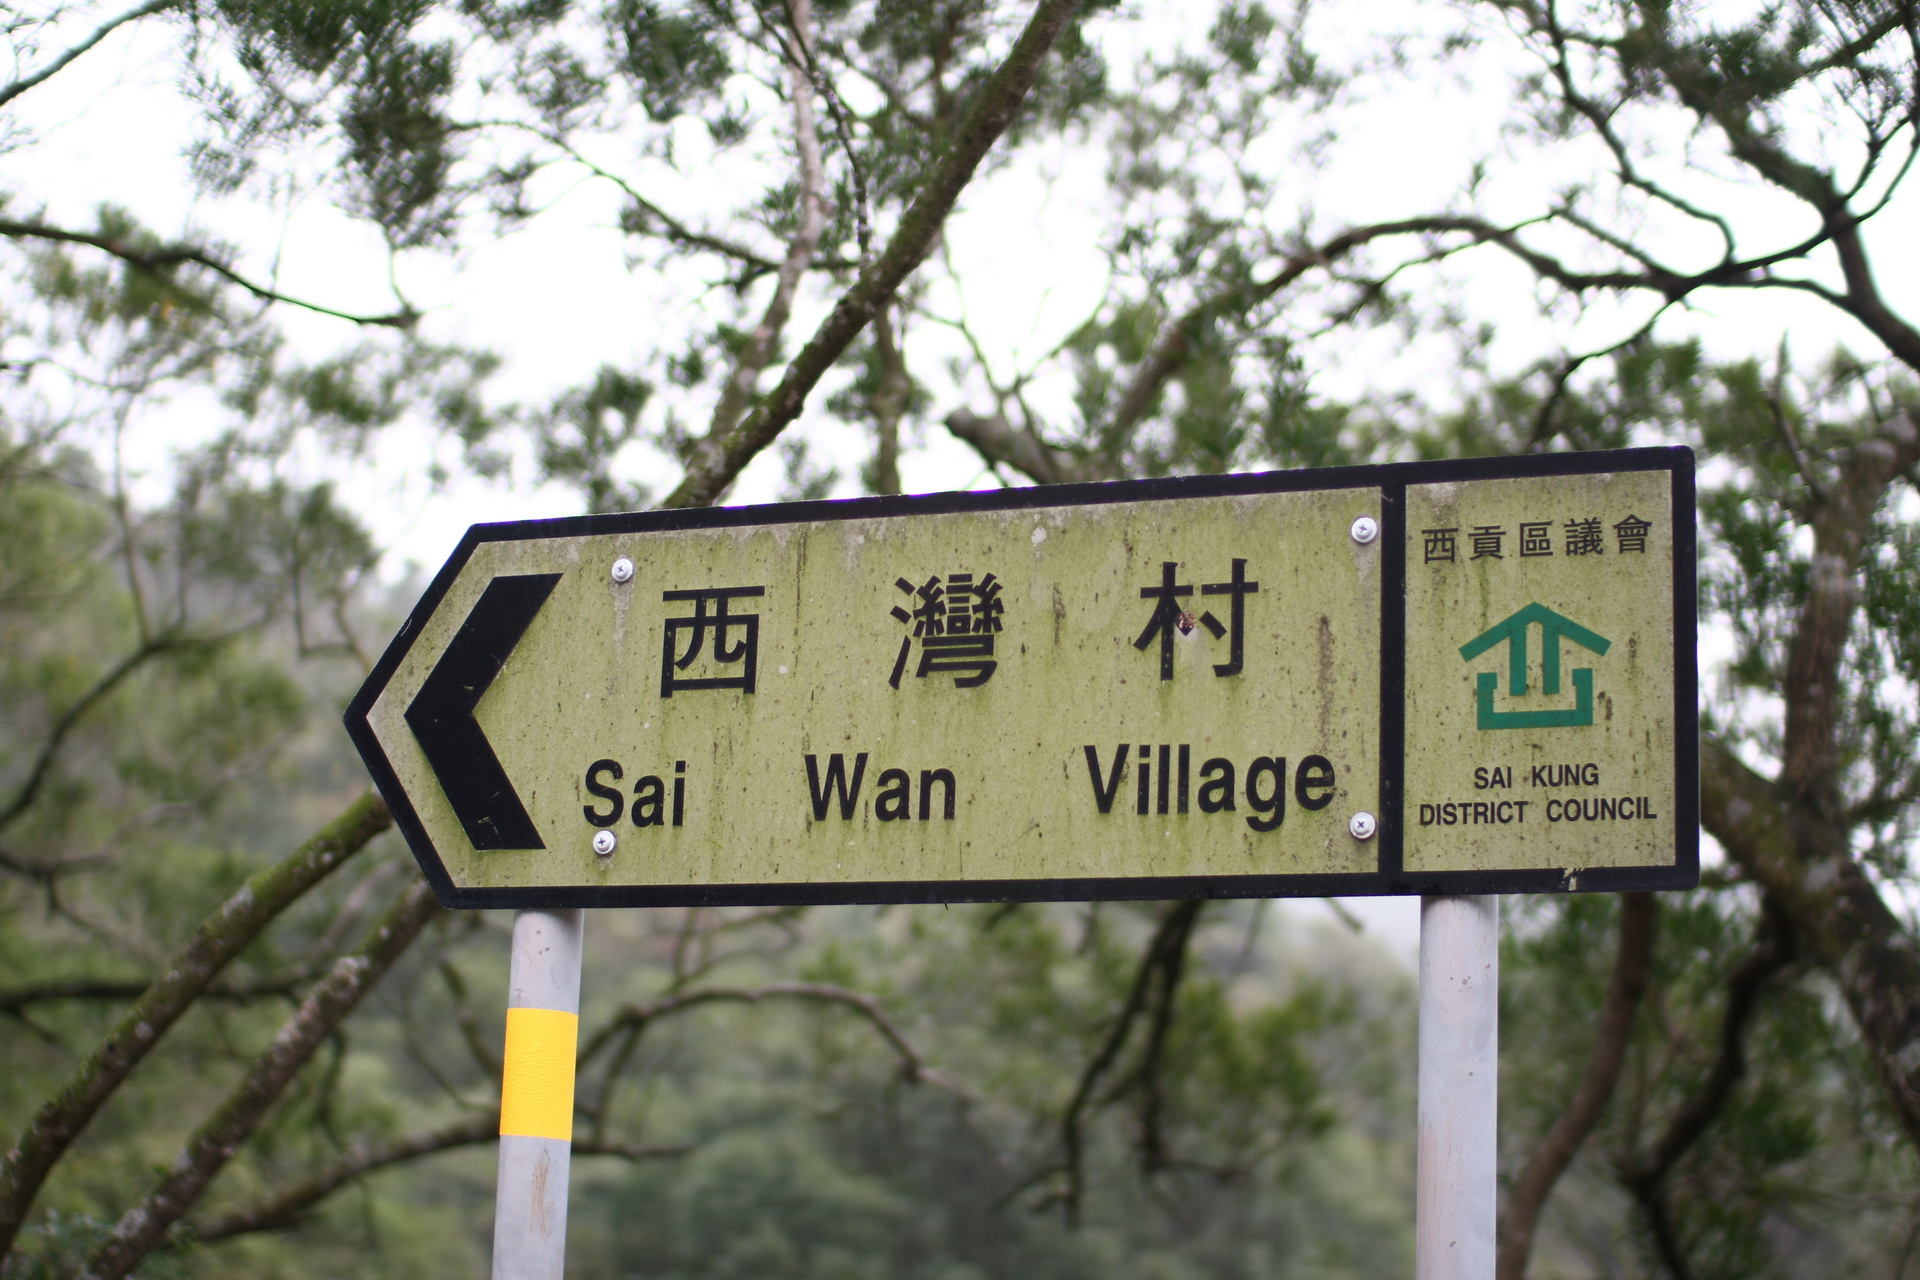 西灣村
Sai Wan Village
西貢區議會
SAI KUNG
DISTRICT COUNCIL